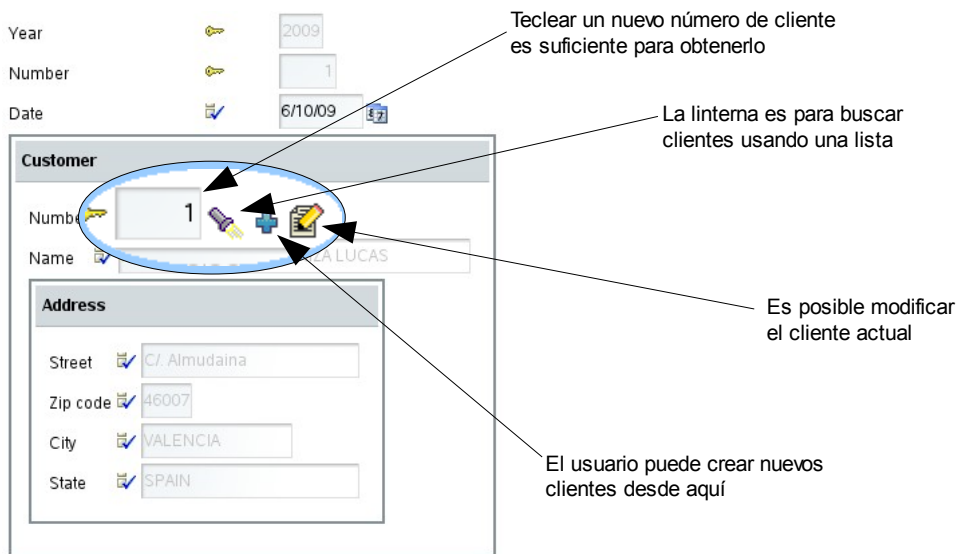 Teclear un nuevo número de cliente
es suficiente para obtenerlo
Year 2009
Number 1
Date 6/10/09
La linterna es para buscar
clientes usando una lista
Customer
Number 1
Name LUCAS
Address
Es posible modificar
el cliente actual
Street C/. Almudaina
Zip code 46007
City VALENCIA
State SPAIN
El usuario puede crear nuevos
clientes desde aquí